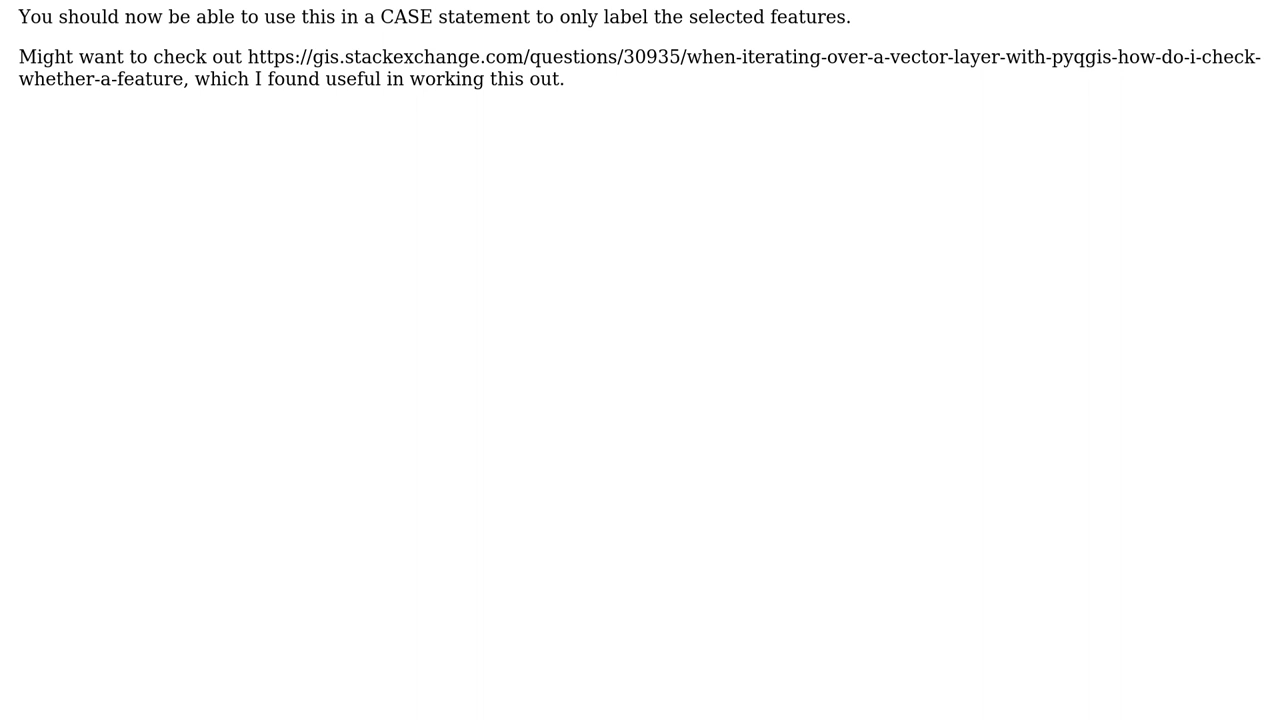 You should now be able to use this in a CASE statement to only label the selected features.
Might want to check out https://gis.stackexchange.com/questions/30935/when-iterating-over-a-vector-layer-with-pyqgis-how-do-i-check-
whether-a-feature, which I found useful in working this out.